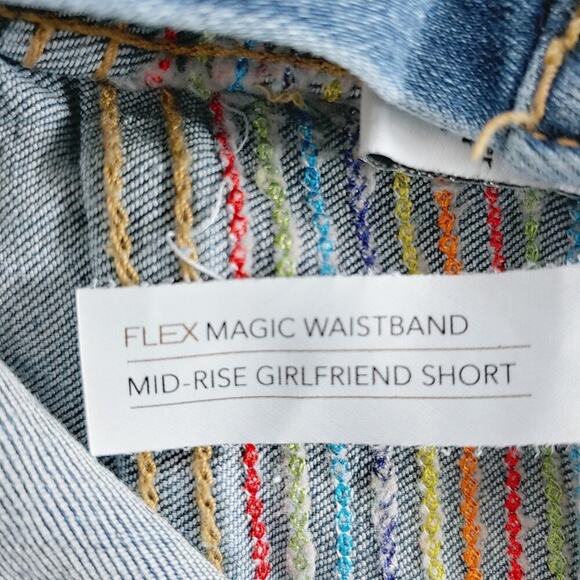 FLEX MAGIC WAISTBAND
MID-RISE GIRLFRIEND SHORT